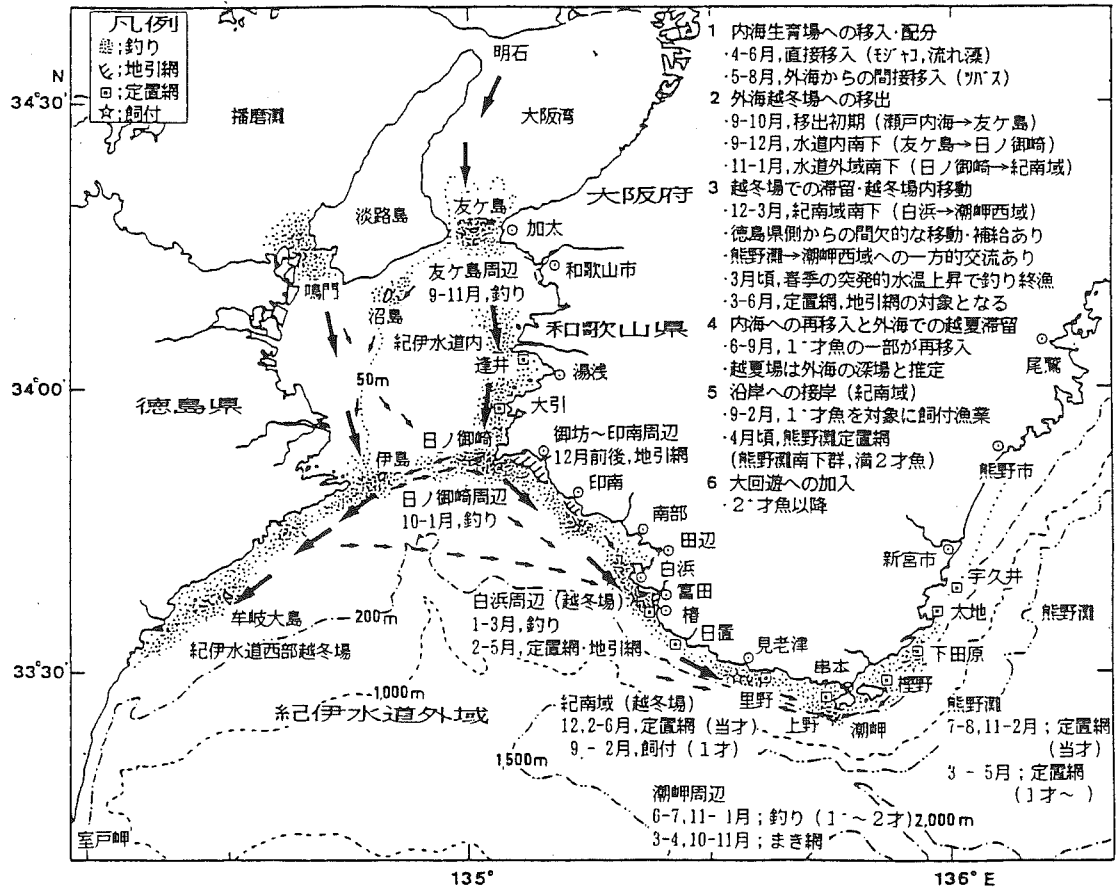 凡例
;釣り
;地引網
;定置網
☆;飼付
N
34°30'
34°00'
33°30'
135°
136°E
明石
播磨灘
大阪湾
淡路島
友ケ島
大阪府
加太
和歌山市
友ケ島周辺
9-11月,釣り
鳴門
沼島
紀伊水道内
和歌山県
逢井
湯浅
50m
大引
徳島県
日ノ御崎
御坊~印南周辺
12月前後,地引網
伊島
印南
日ノ御崎周辺
10-1月,釣り
南部
田辺
白浜
富田
椿
日置
見老津
串本
里野
上野
潮岬
樫野
下田原
太地
宇久井
新宮市
熊野市
尾鷲
熊野灘
牟岐大島
紀伊水道西部越冬場
200m
1,000m
紀伊水道外域
1,500m
2,000m
室戸岬
白浜周辺(越冬場)
1-3月,釣り
2-5月,定置網・地引網
紀南域(越冬場)
12,2-6月,定置網(当才)
9-2月,飼付(1才)
潮岬周辺
6-7,11-1月;釣り(1⁺~2才)
3-4,10-11月;まき網
熊野灘
7-8,11-2月;定置網
(当才)
3-5月;定置網
(1才~)
1 内海生育場への移入・配分
・4-6月,直接移入(モジャコ,流れ藻)
・5-8月,外海からの間接移入(ツバス)
2 外海越冬場への移出
・9-10月,移出初期(瀬戸内海→友ケ島)
・9-12月,水道内南下(友ケ島→日ノ御崎)
・11-1月,水道外域南下(日ノ御崎→紀南域)
3 越冬場での滞留・越冬場内移動
・12-3月,紀南域南下(白浜→潮岬西域)
・徳島県側からの間欠的な移動・補給あり
・熊野灘→潮岬西域への一方的交流あり
・3月頃,春季の突発的水温上昇で釣り終漁
・3-6月,定置網,地引網の対象となる
4 内海への再移入と外海での越夏滞留
・6-9月,1⁺才魚の一部が再移入
・越夏場は外海の深場と推定
5 沿岸への接岸(紀南域)
・9-2月,1⁺才魚を対象に飼付漁業
・4月頃,熊野灘定置網
(熊野灘南下群,満2才魚)
6 大回遊への加入
・2⁺才魚以降